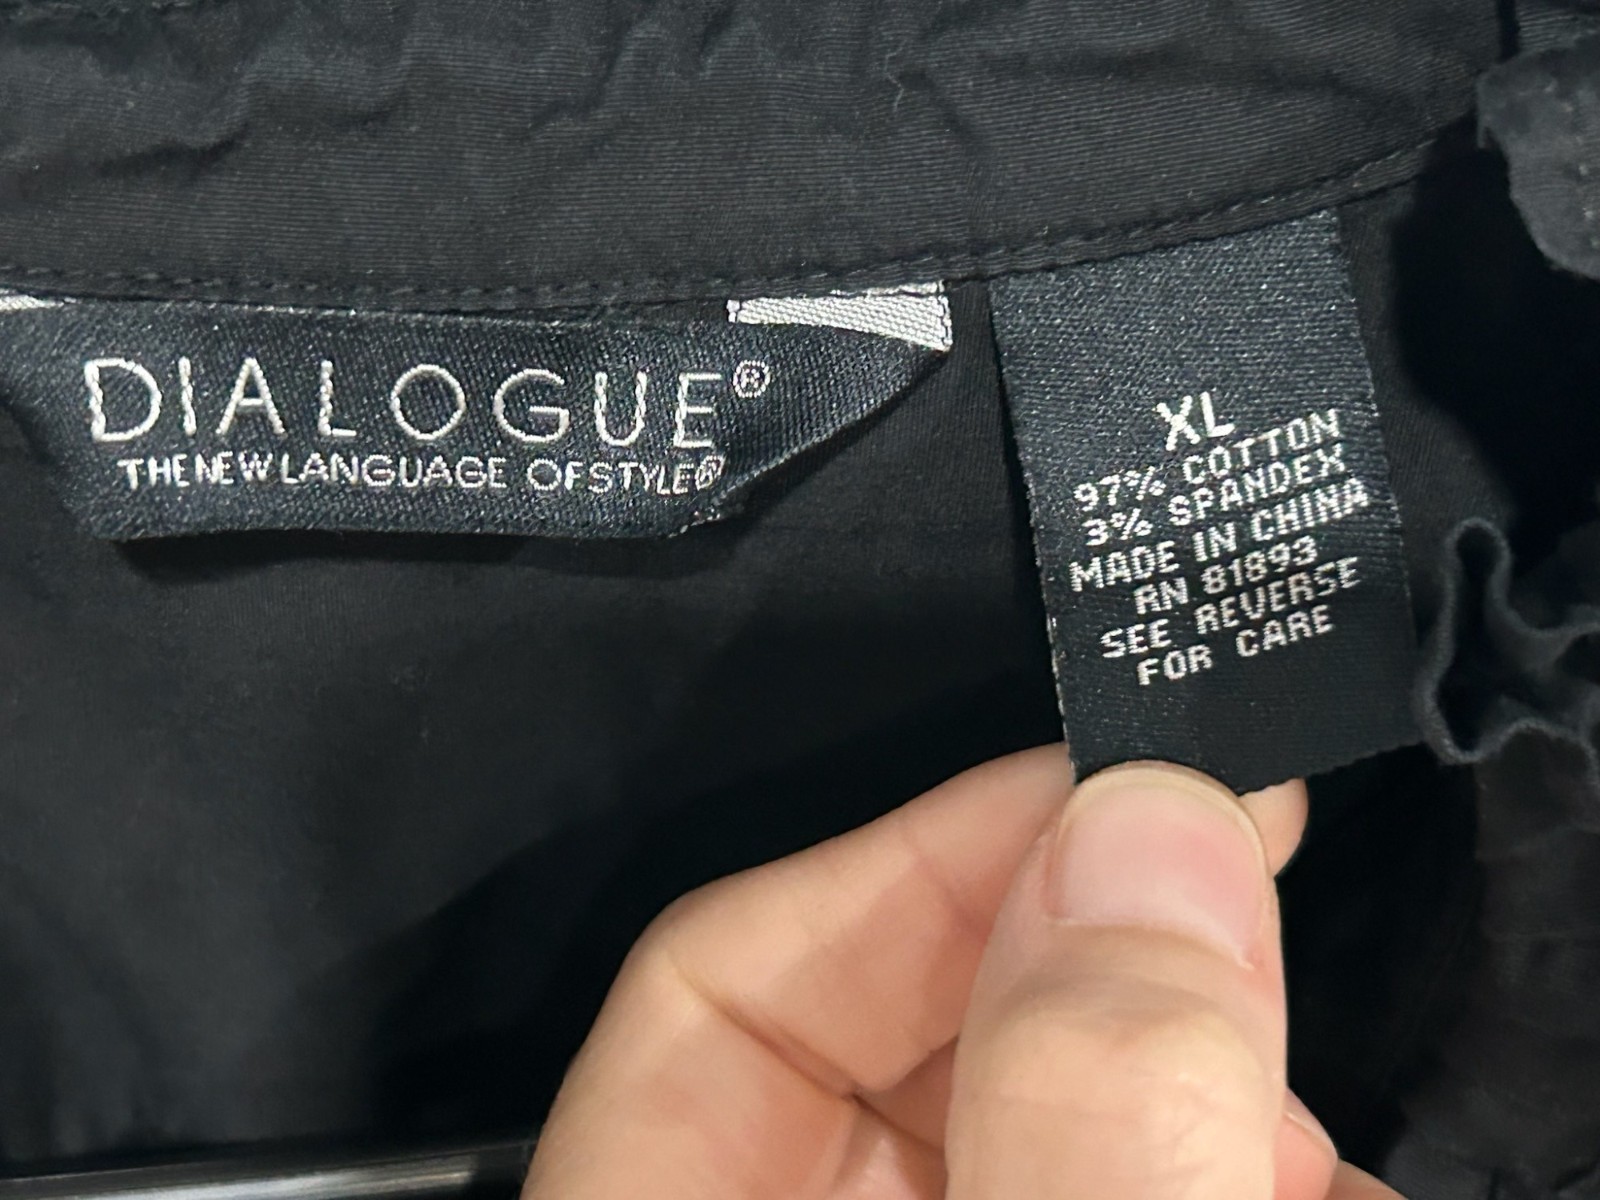 DIALOGUE®
THE NEW LANGUAGE OF STYLE®
XL
97% COTTON
3% SPANDEX
MADE IN CHINA
RN 81893
SEE REVERSE
FOR CARE